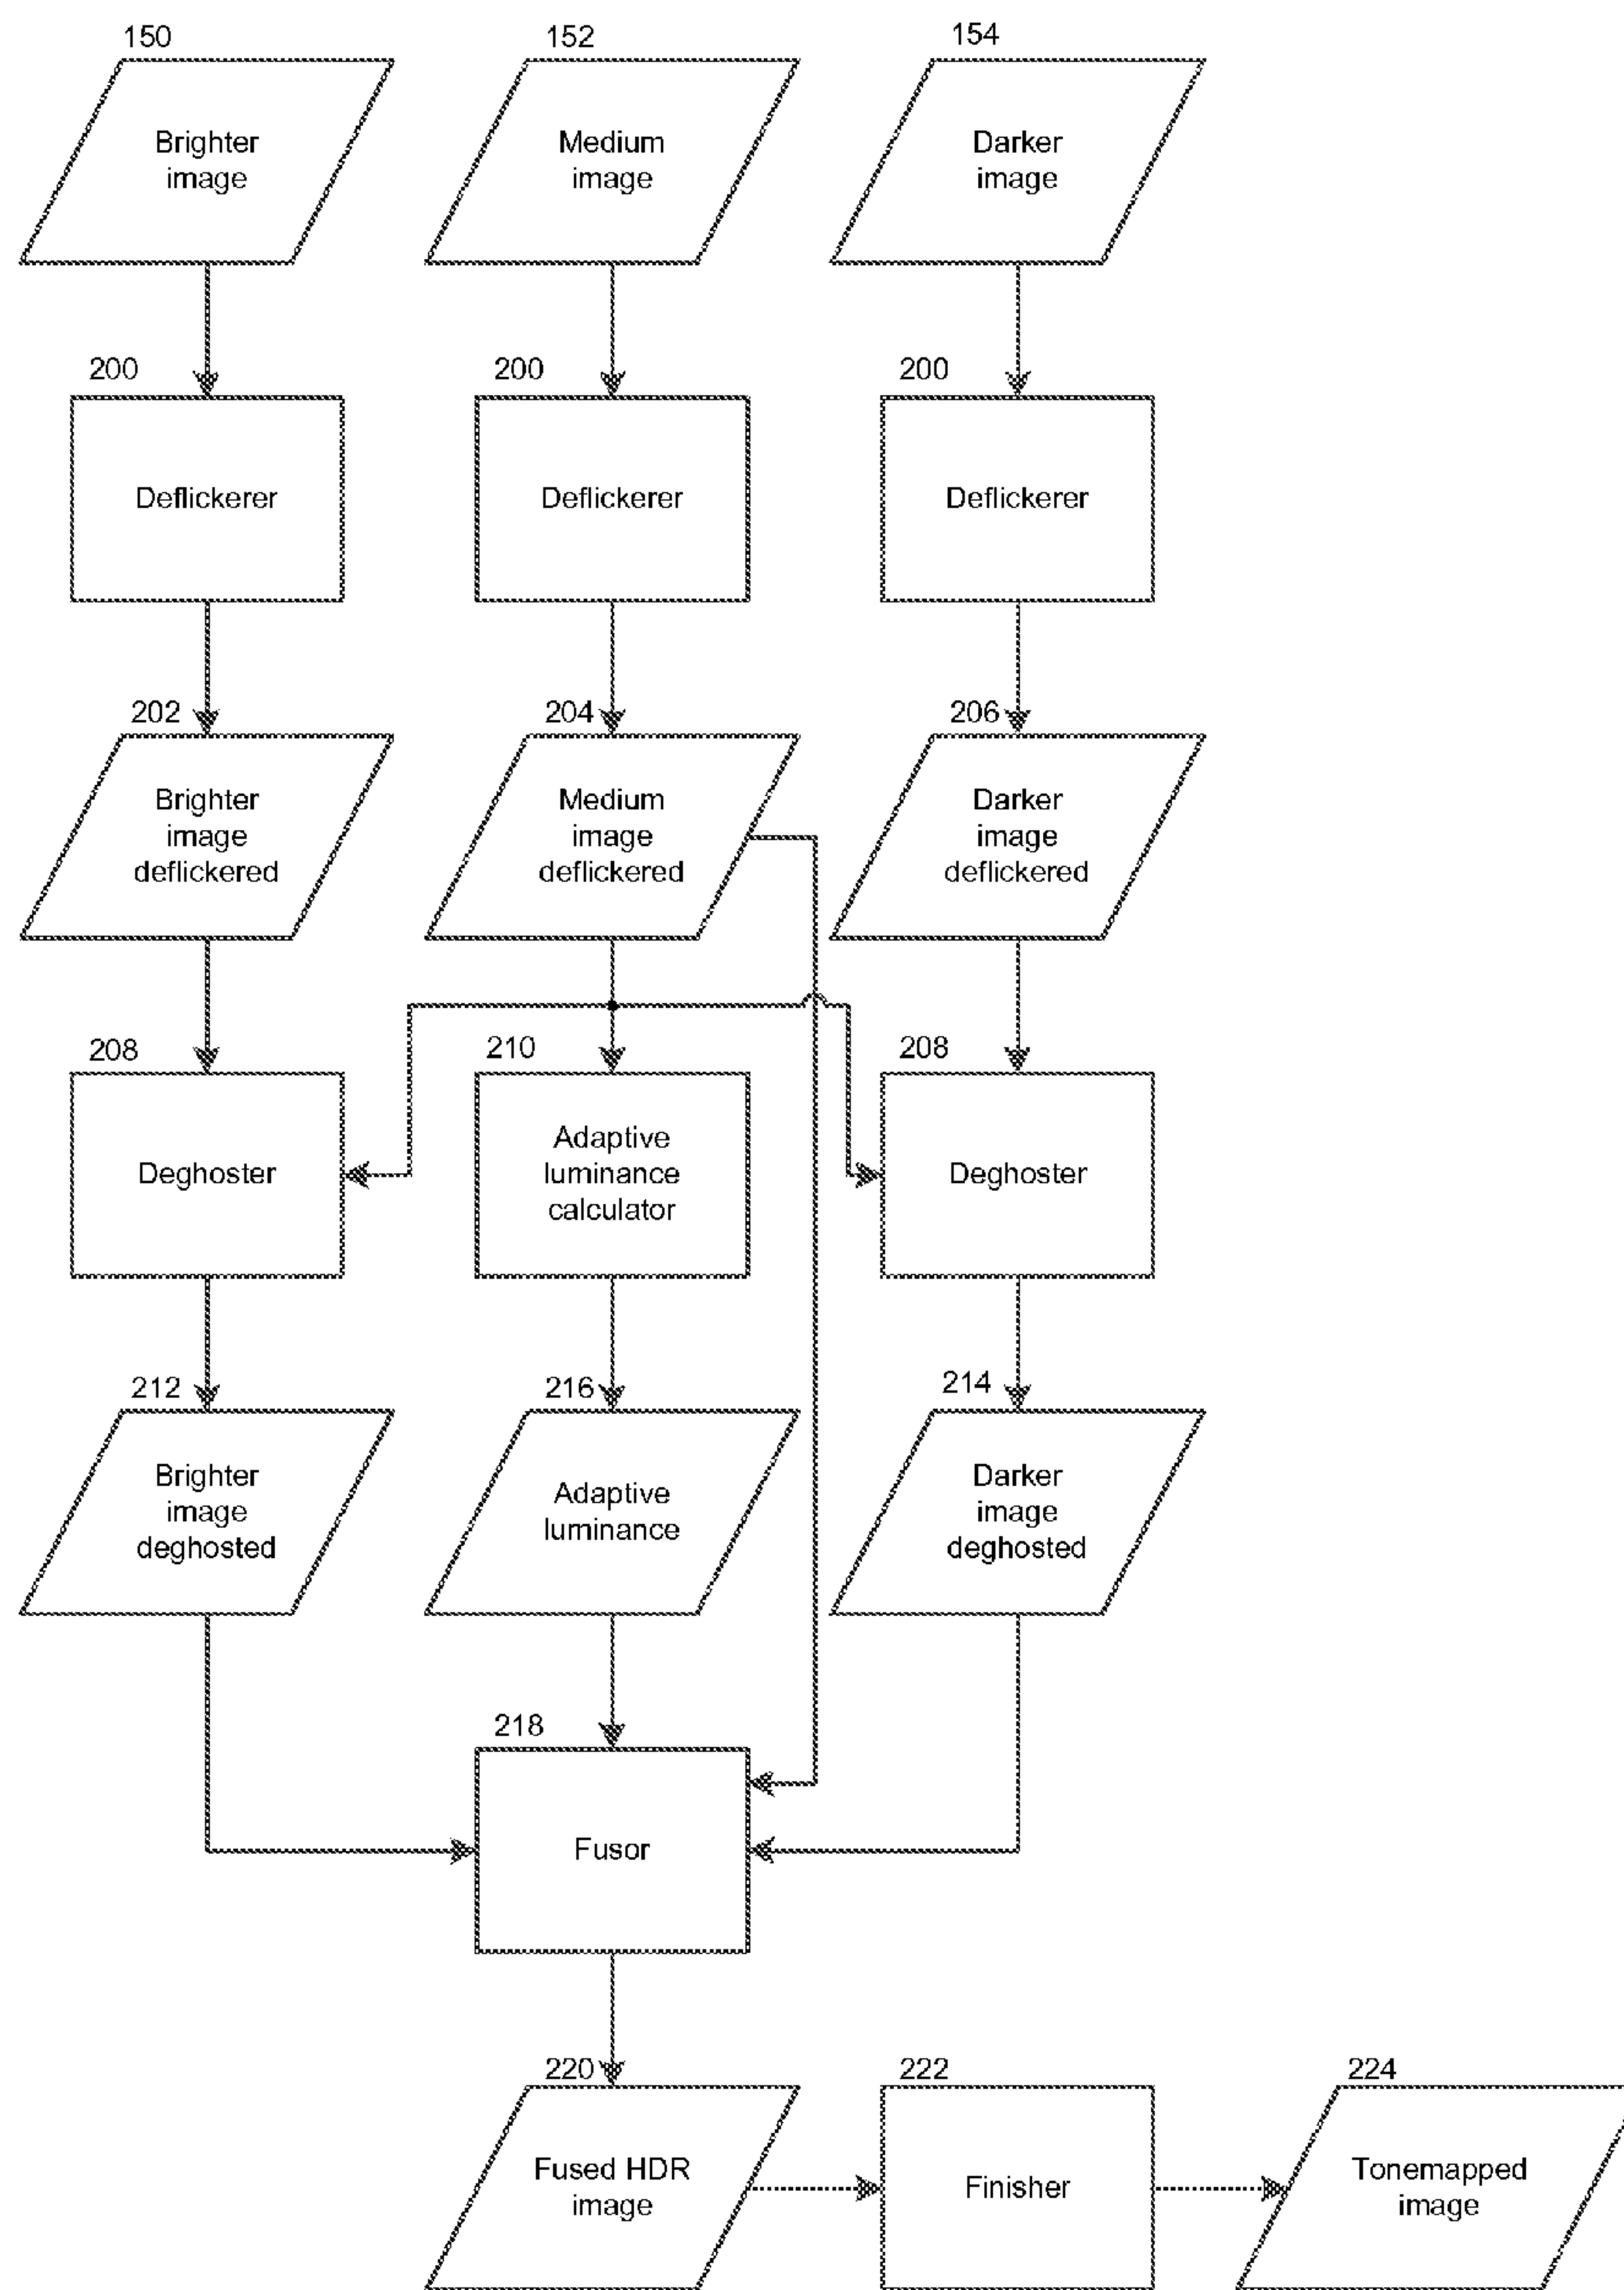 150
152
154
Brighter
image
Medium
image
Darker
image
200
200
200
Deflickerer
Deflickerer
Deflickerer
202
204
206
Brighter
image
deflickered
Medium
image
deflickered
Darker
image
deflickered
208
210
208
Deghoster
Adaptive
luminance
calculator
Deghoster
212
216
214
Brighter
image
deghosted
Adaptive
luminance
Darker
image
deghosted
218
Fusor
220
222
224
Fused HDR
image
Finisher
Tonemapped
image